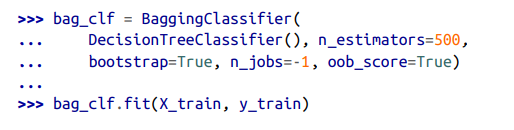 >>> bag_clf = BaggingClassifier(
...     DecisionTreeClassifier(), n_estimators=500,
...     bootstrap=True, n_jobs=-1, oob_score=True)
...
>>> bag_clf.fit(X_train, y_train)